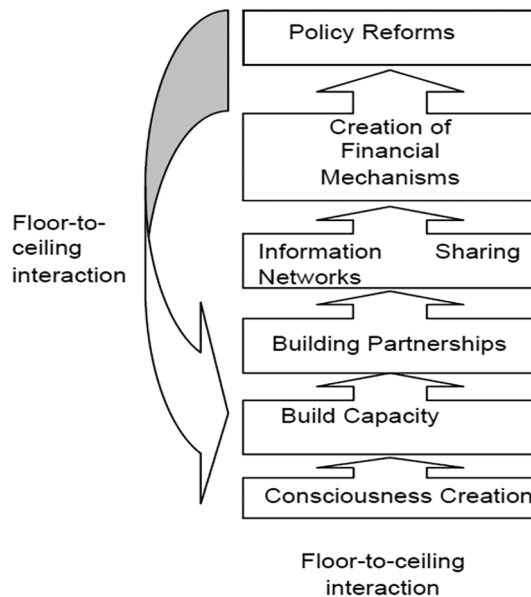 Policy Reforms
Creation of
Financial
Mechanisms
Floor-to-
ceiling
interaction
Information Sharing
Networks
Building Partnerships
Build Capacity
Consciousness Creation
Floor-to-ceiling
interaction